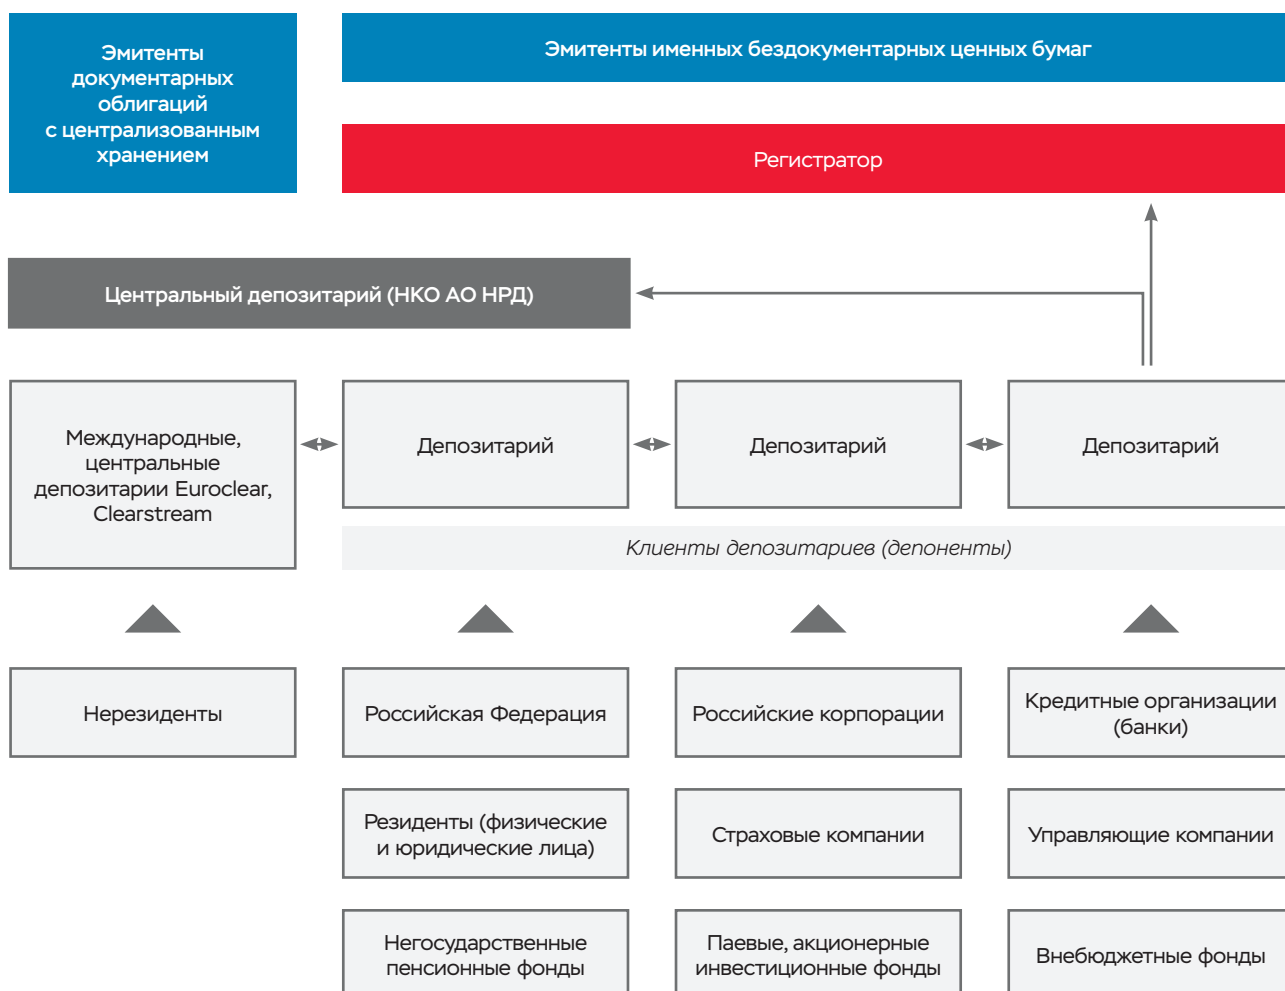 Эмитенты
документарных
облигаций
с централизованным
хранением
Эмитенты именных бездокументарных ценных бумаг
Регистратор
Центральный депозитарий (НКО АО НРД)
Международные,
центральные
депозитарии Euroclear,
Clearstream
Депозитарий
Депозитарий
Депозитарий
Клиенты депозитариев (депоненты)
Нерезиденты
Российская Федерация
Российские корпорации
Кредитные организации
(банки)
Резиденты (физические
и юридические лица)
Страховые компании
Управляющие компании
Негосударственные
пенсионные фонды
Паевые, акционерные
инвестиционные фонды
Внебюджетные фонды